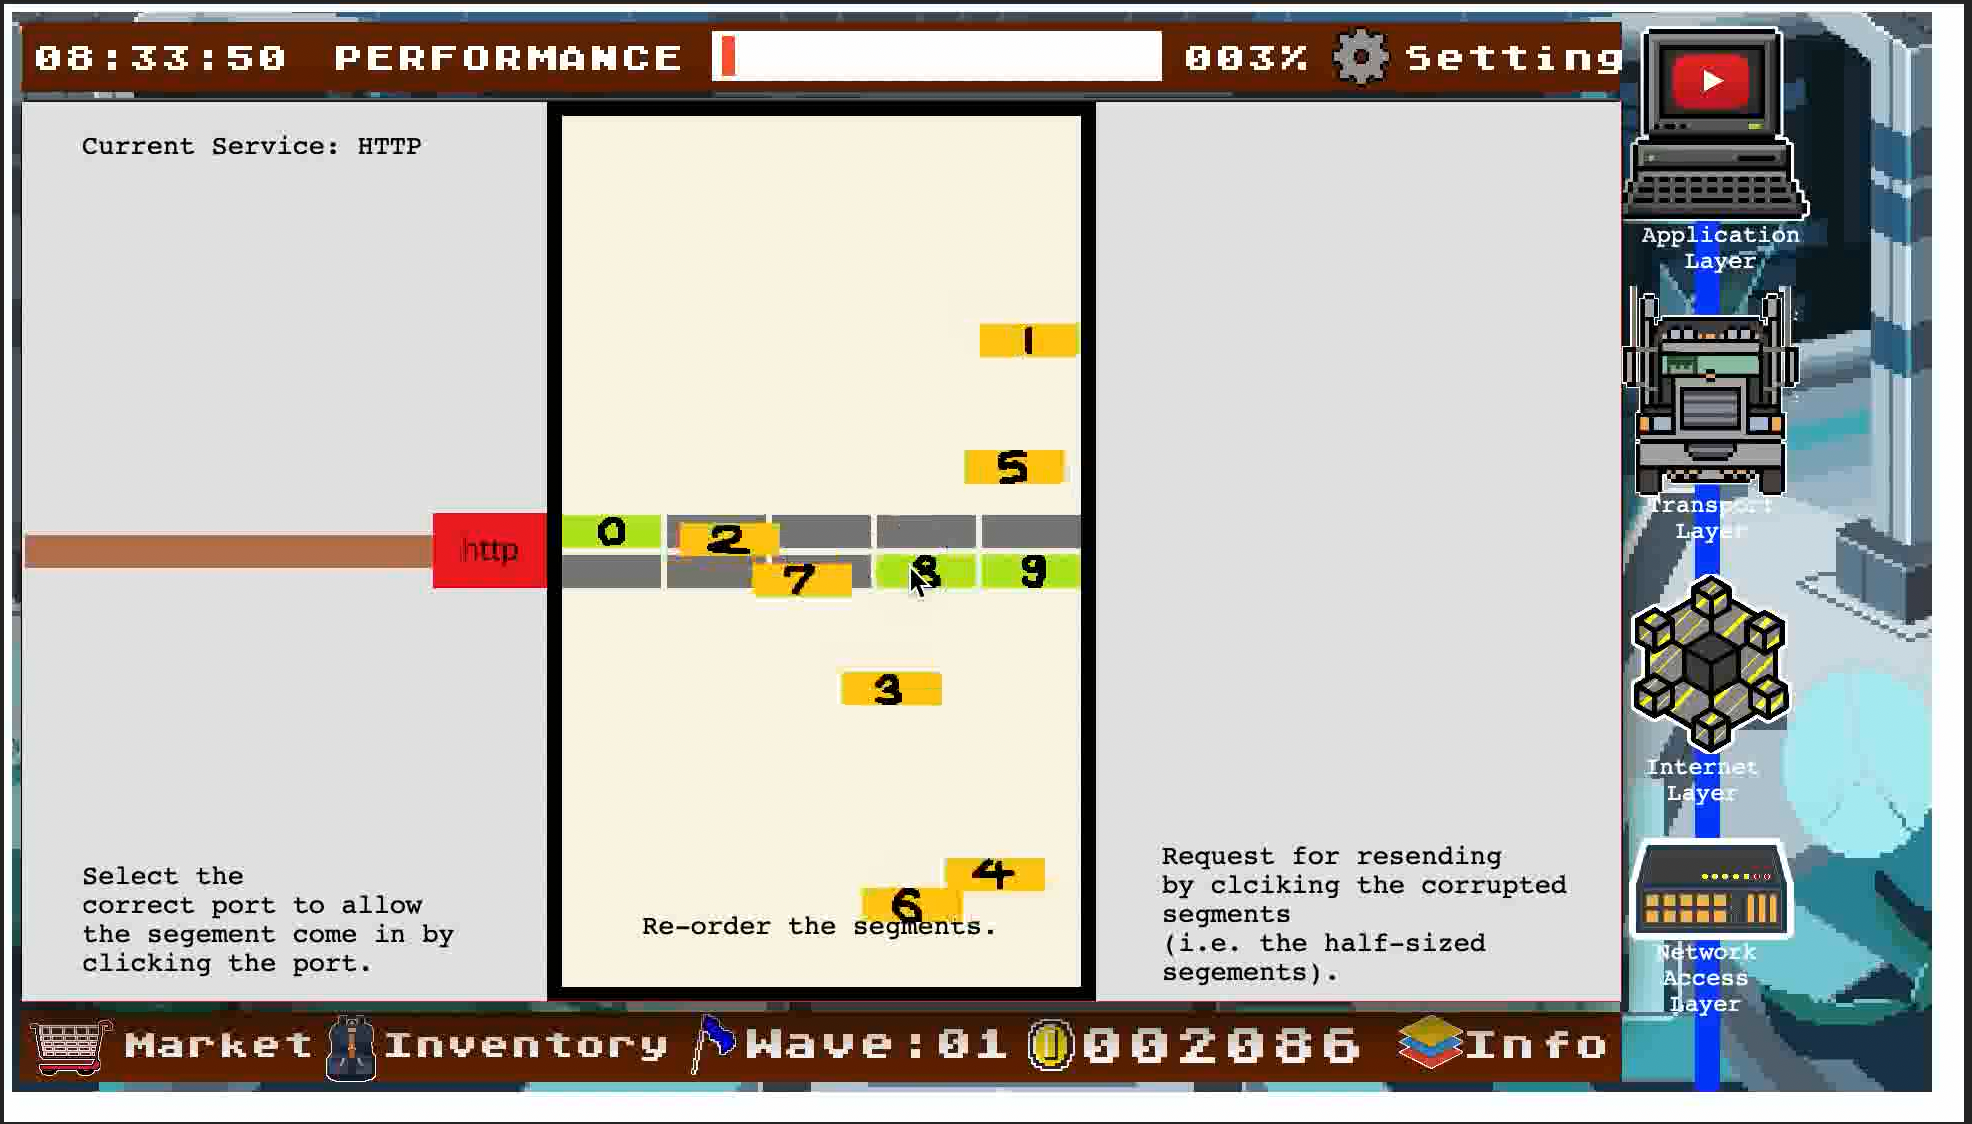 08:33:50 PERFORMANCE 003% Setting
Current Service: HTTP
1
5
0
2
http
7
8
9
3
4
6
Re-order the segments.
Select the
correct port to allow
the segement come in by
clicking the port.
Request for resending
by clciking the corrupted
segments
(i.e. the half-sized
segements).
Application
Layer
Transport
Layer
Internet
Layer
Network
Access
Layer
Market Inventory Wave:01 002086 Info